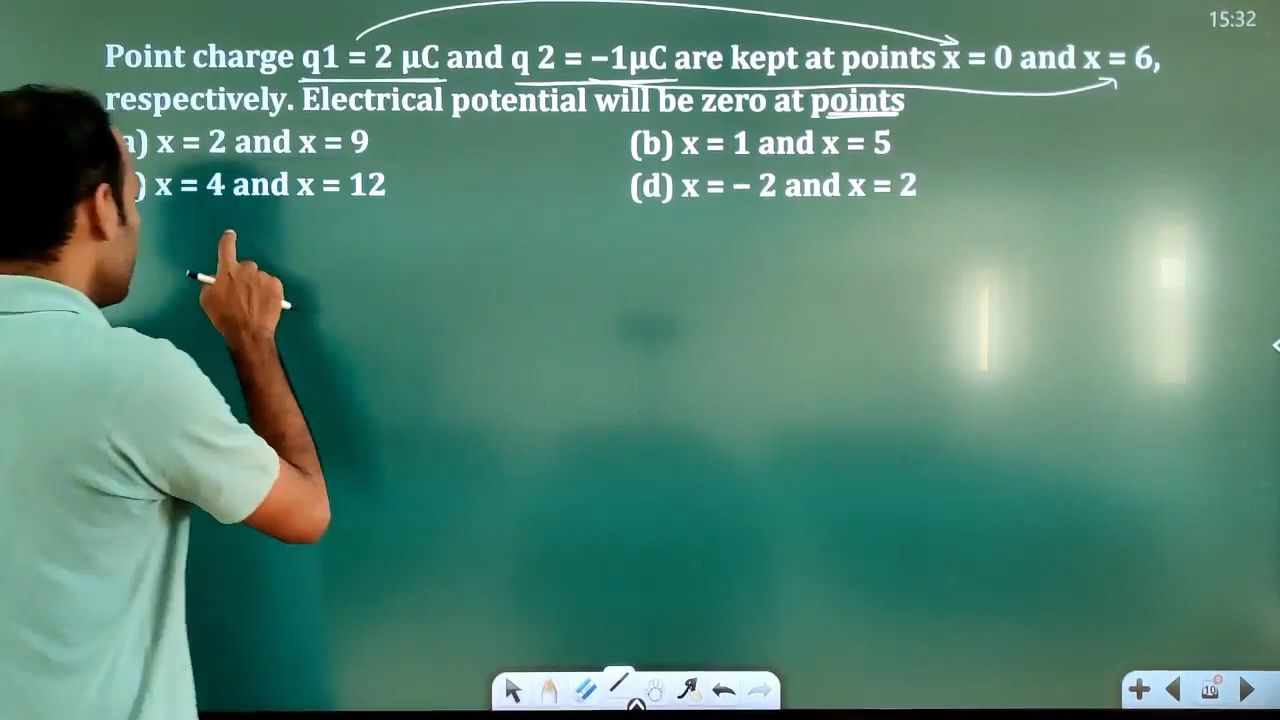 15:32
Point charge q1 = 2 μC and q 2 = −1μC are kept at points x = 0 and x = 6,
respectively. Electrical potential will be zero at points
a) x = 2 and x = 9 (b) x = 1 and x = 5
) x = 4 and x = 12 (d) x = − 2 and x = 2
10